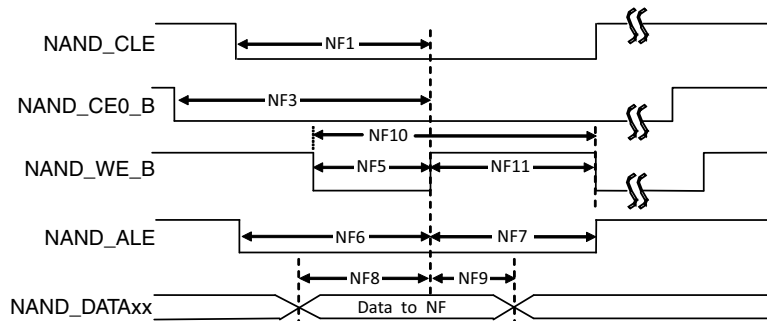 NAND_CLE
NF1
NAND_CE0_B
NF3
NF10
NAND_WE_B
NF5
NF11
NAND_ALE
NF6
NF7
NF8
NF9
NAND_DATAxx
Data to NF